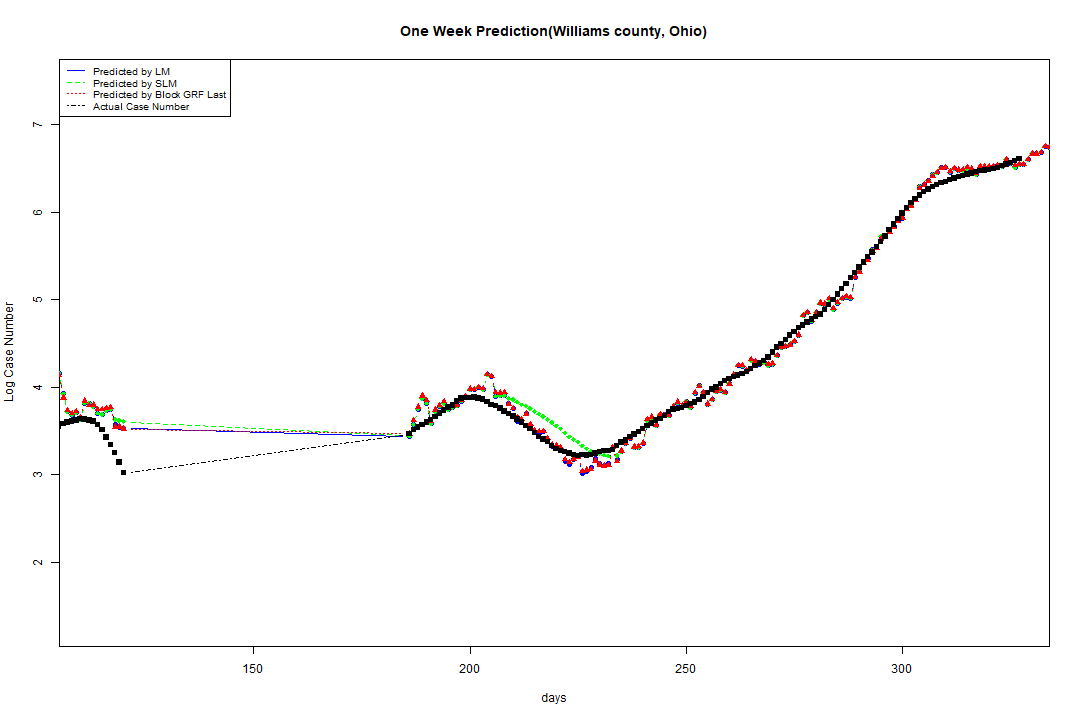 One Week Prediction(Williams county, Ohio)
Predicted by LM
Predicted by SLM
Predicted by Block GRF Last
Actual Case Number
7
6
5
4
3
2
Log Case Number
150
200
250
300
days